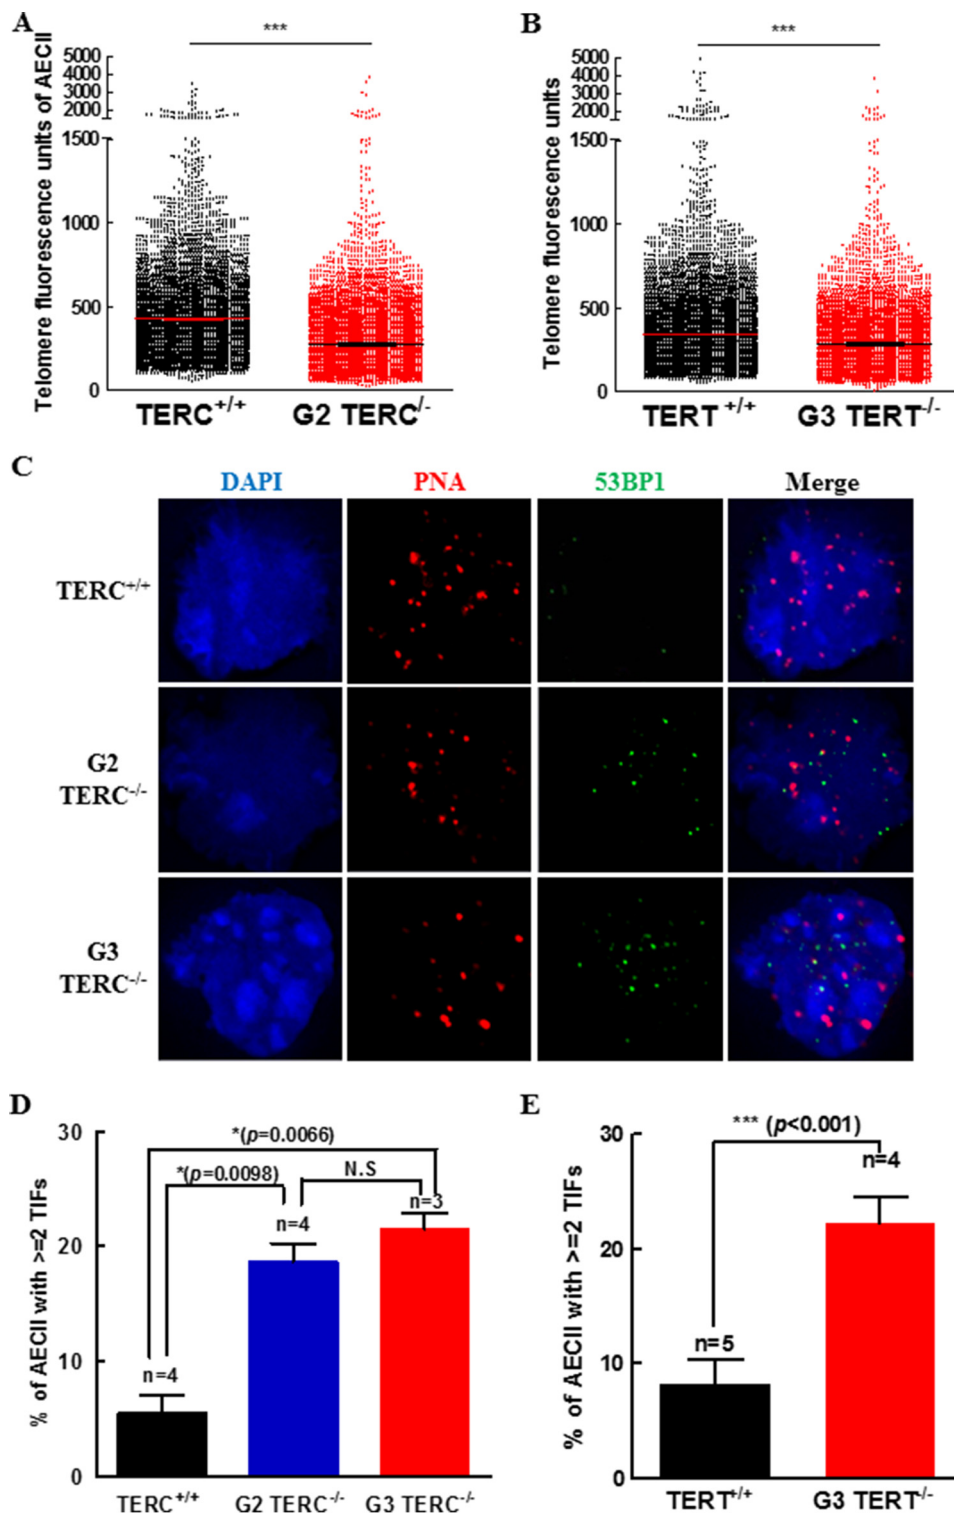 A
***
Telomere fluorescence units of AECII
5000
4000
3000
2000
1500
1000
500
0
TERC+/+
G2 TERC/-
B
***
Telomere fluorescence units
5000
4000
3000
2000
1500
1000
500
0
TERT +/+
G3 TERT-/-
C
DAPI
PNA
53BP1
Merge
TERC+/+
G2
TERC-/-
G3
TERC-/-
D
% of AECII with >=2 TIFs
30
20
10
0
*(p=0.0066)
*(p=0.0098)
N.S
n=4
n=4
n=3
TERC+/+
G2 TERC-/-
G3 TERC-/-
E
% of AECII with >=2 TIFs
30
20
10
0
*** (p<0.001)
n=5
n=4
TERT+/+
G3 TERT-/-